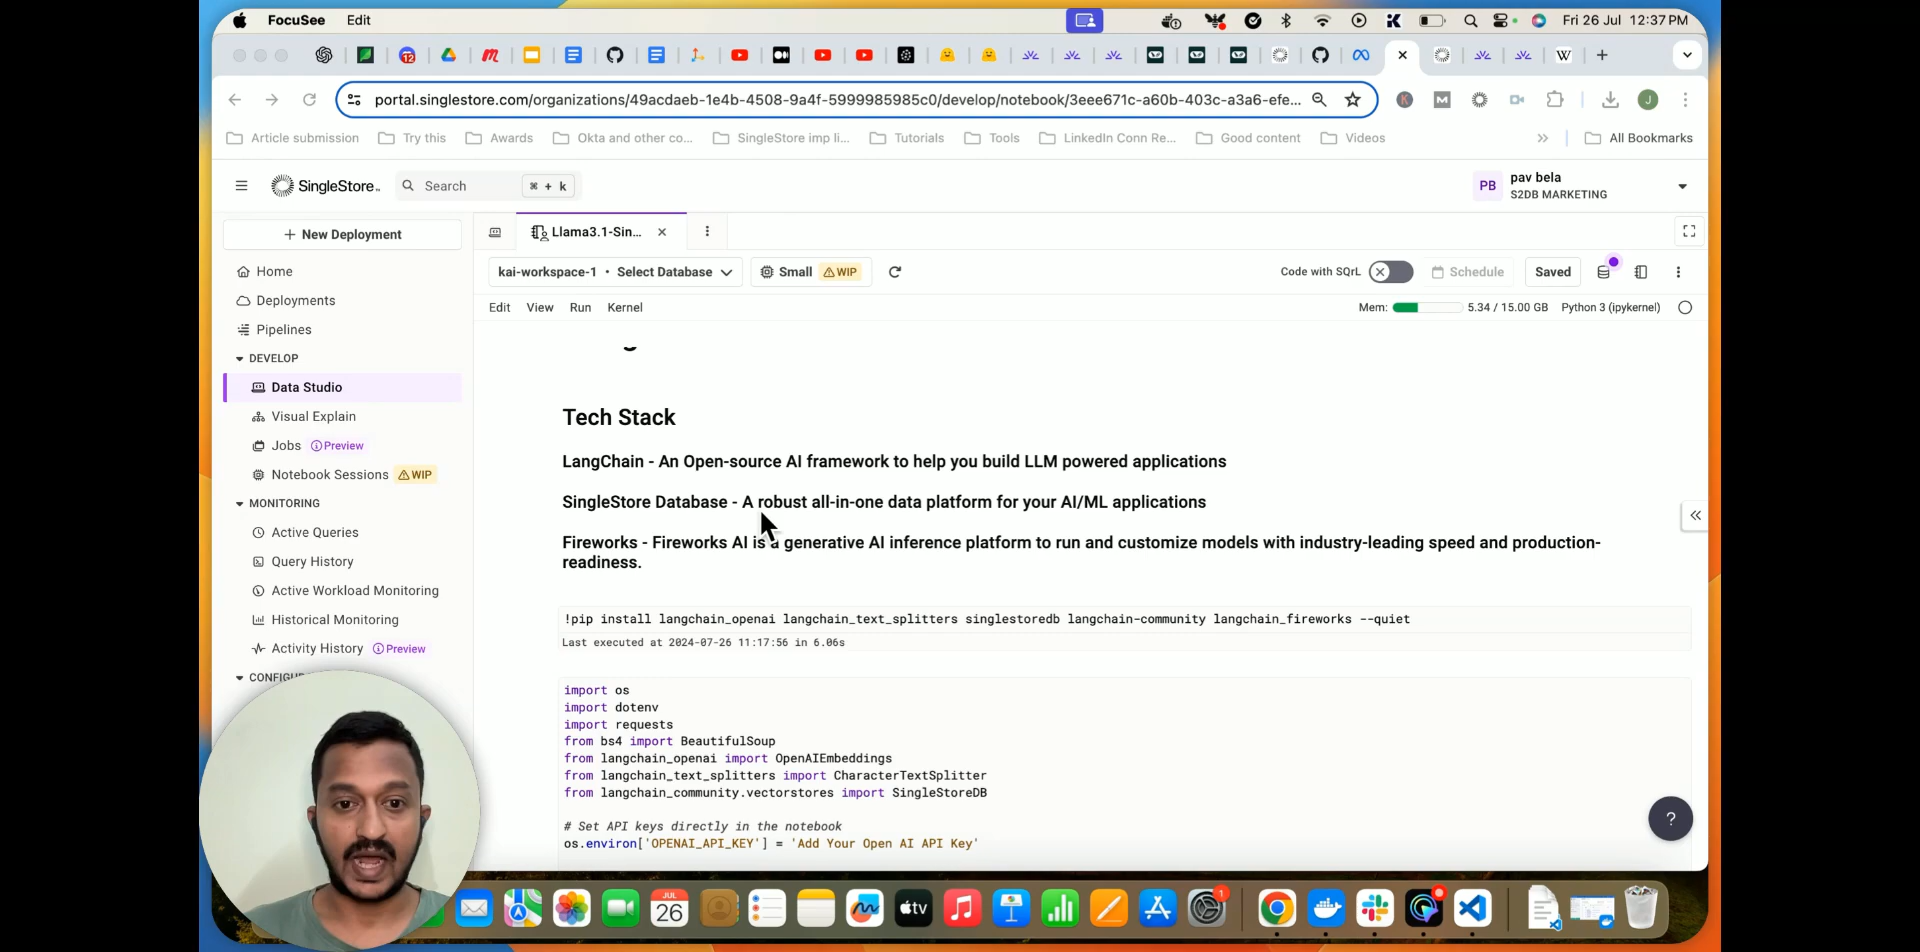 FocuSee Edit Fri 26 Jul 12:37 PM
portal.singlestore.com/organizations/49acdaeb-1e4b-4508-9a4f-5999985985c0/develop/notebook/3eee671c-a60b-403c-a3a6-efe...
Article submission Try this Awards Okta and other co... SingleStore imp li... Tutorials Tools LinkedIn Conn Re... Good content Videos » All Bookmarks
SingleStore Search ⌘ + k PB pav bela
S2DB MARKETING
+ New Deployment
Llama3.1-Sin...
kai-workspace-1 • Select Database Small WIP Code with SQrL Schedule Saved
Edit View Run Kernel Mem: 5.34 / 15.00 GB Python 3 (ipykernel)
Home
Deployments
Pipelines
DEVELOP
Data Studio
Visual Explain
Jobs Preview
Notebook Sessions WIP
MONITORING
Active Queries
Query History
Active Workload Monitoring
Historical Monitoring
Activity History Preview
CONFIGU
Tech Stack
LangChain - An Open-source AI framework to help you build LLM powered applications
SingleStore Database - A robust all-in-one data platform for your AI/ML applications
Fireworks - Fireworks AI is a generative AI inference platform to run and customize models with industry-leading speed and production-
readiness.
!pip install langchain_openai langchain_text_splitters singlestoredb langchain-community langchain_fireworks --quiet
Last executed at 2024-07-26 11:17:56 in 6.06s
import os
import dotenv
import requests
from bs4 import BeautifulSoup
from langchain_openai import OpenAIEmbeddings
from langchain_text_splitters import CharacterTextSplitter
from langchain_community.vectorstores import SingleStoreDB
# Set API keys directly in the notebook
os.environ['OPENAI_API_KEY'] = 'Add Your Open AI API Key'
?
JUL
26
tv
1